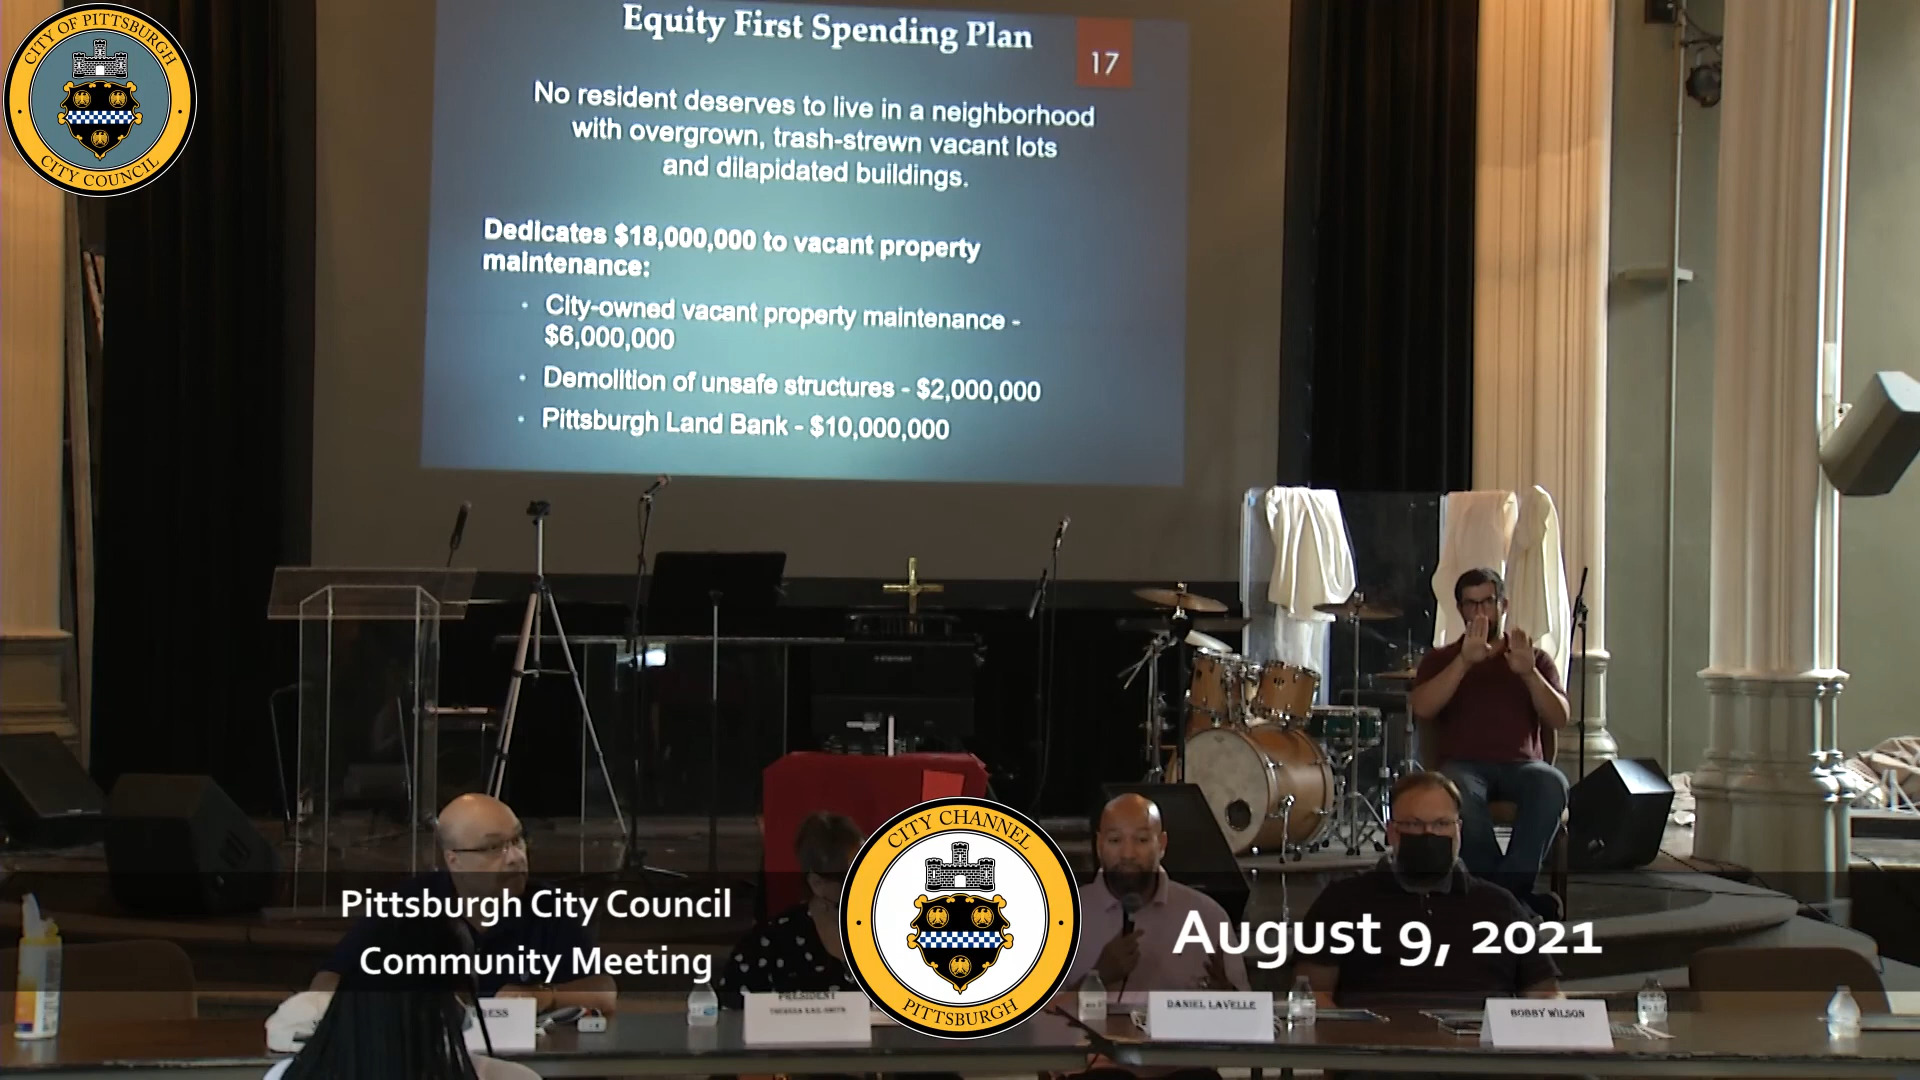 CITY OF PITTSBURGH
CITY COUNCIL
Equity First Spending Plan
17
No resident deserves to live in a neighborhood
with overgrown, trash-strewn vacant lots
and dilapidated buildings.
Dedicates $18,000,000 to vacant property
maintenance:
• City-owned vacant property maintenance -
$6,000,000
• Demolition of unsafe structures - $2,000,000
• Pittsburgh Land Bank - $10,000,000
Pittsburgh City Council
Community Meeting
CITY CHANNEL
PITTSBURGH
August 9, 2021
PRESIDENT
THERESA KAIL-SMITH
DANIEL LAVELLE
BOBBY WILSON